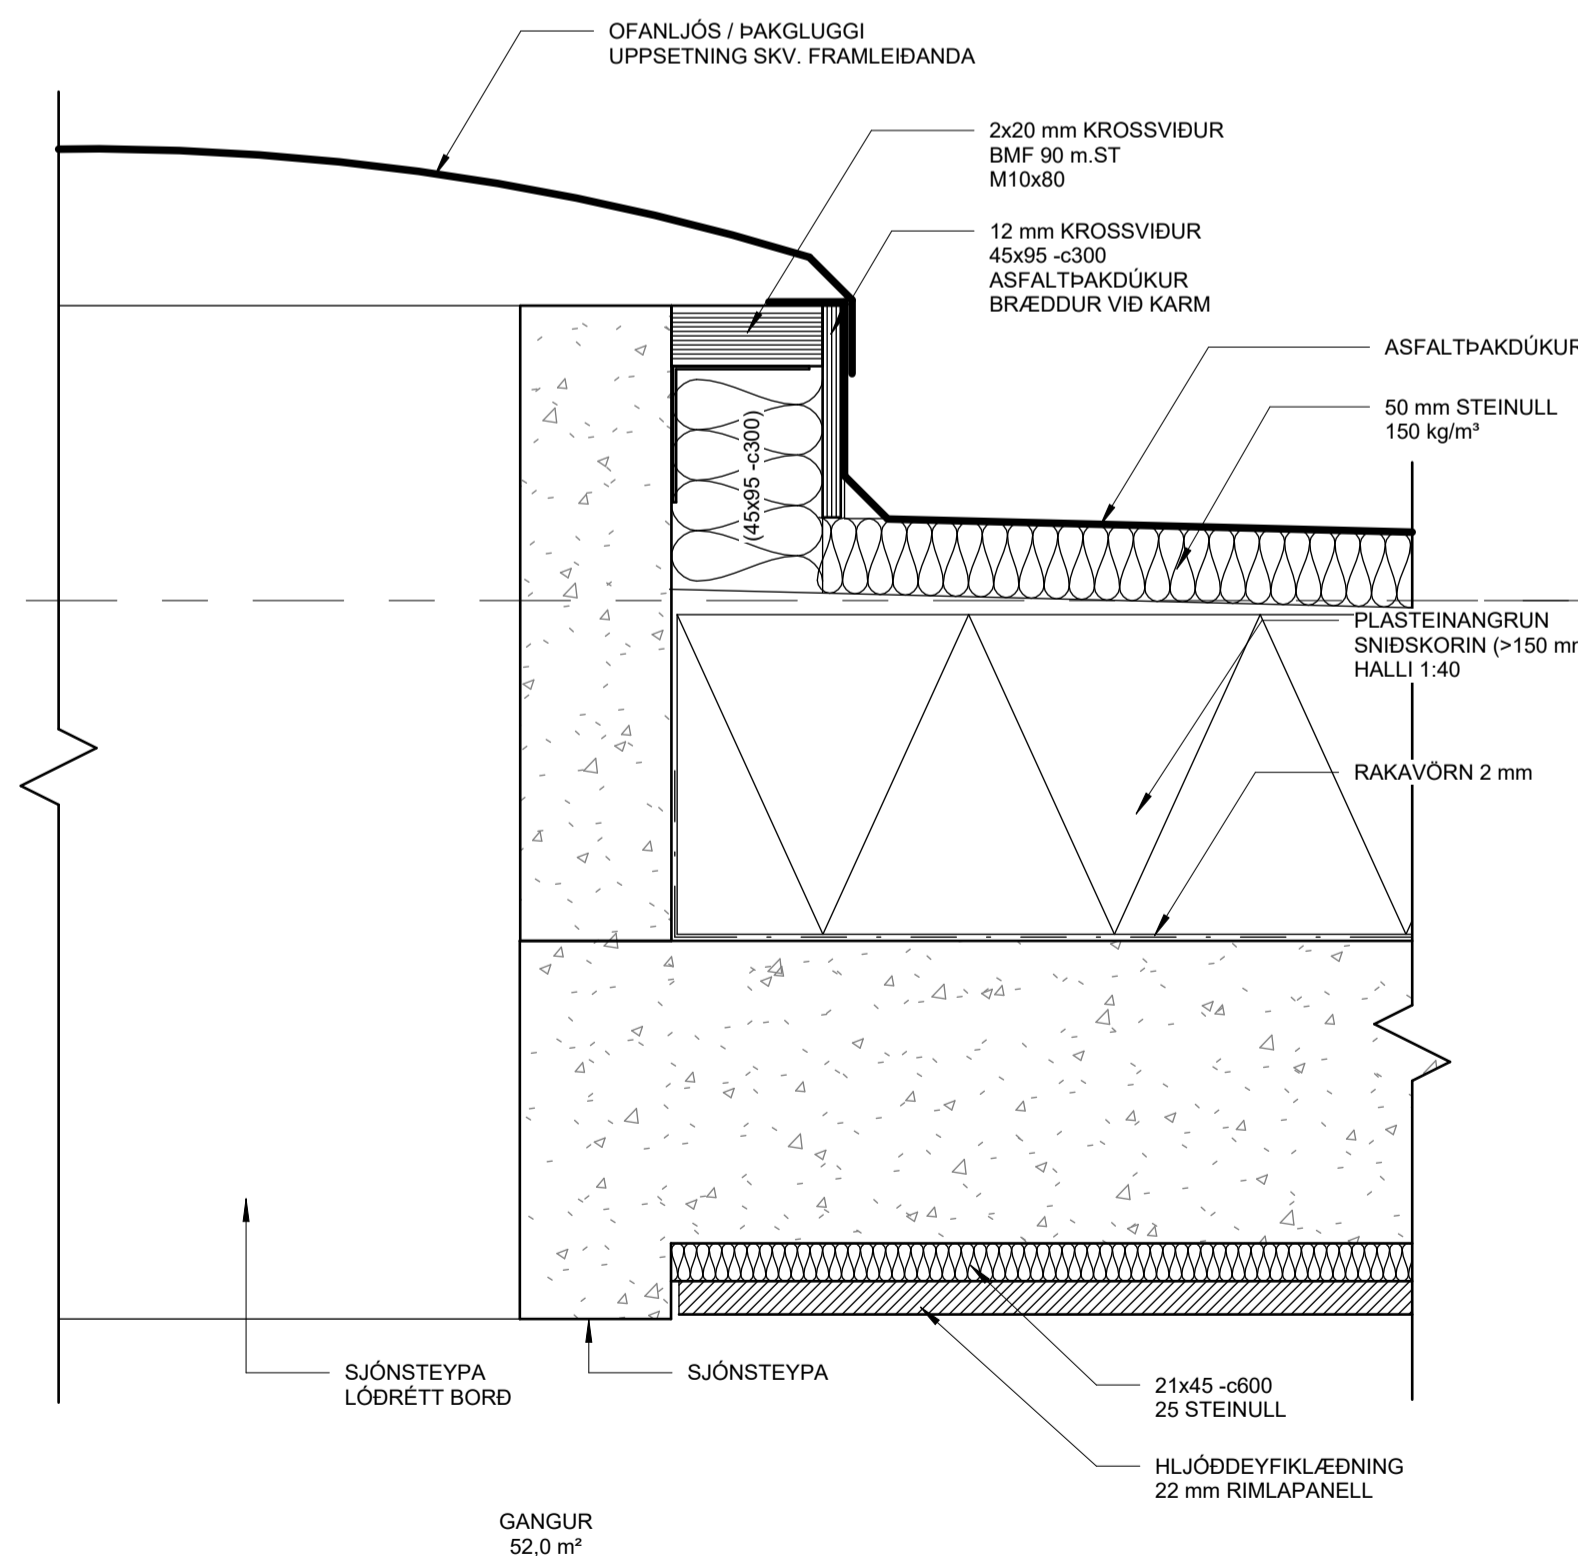 OFANLJÓS / ÞAKGLUGGI
UPPSETNING SKV. FRAMLEIÐANDA
2x20 mm KROSSVIÐUR
BMF 90 m.ST
M10x80
12 mm KROSSVIÐUR
45x95 -c300
ASFALTÞAKDÚKUR
BRÆDDUR VIÐ KARM
ASFALTÞAKDÚKUR
50 mm STEINULL
150 kg/m³
(45x95 -c300)
PLASTEINANGRUN
SNIÐSKORIN (>150 mm
HALLI 1:40
RAKAVÖRN 2 mm
SJÓNSTEYPA
LÓÐRÉTT BORÐ
SJÓNSTEYPA
21x45 -c600
25 STEINULL
HLJÓÐDEYFIKLÆÐNING
22 mm RIMLAPANELL
GANGUR
52,0 m²